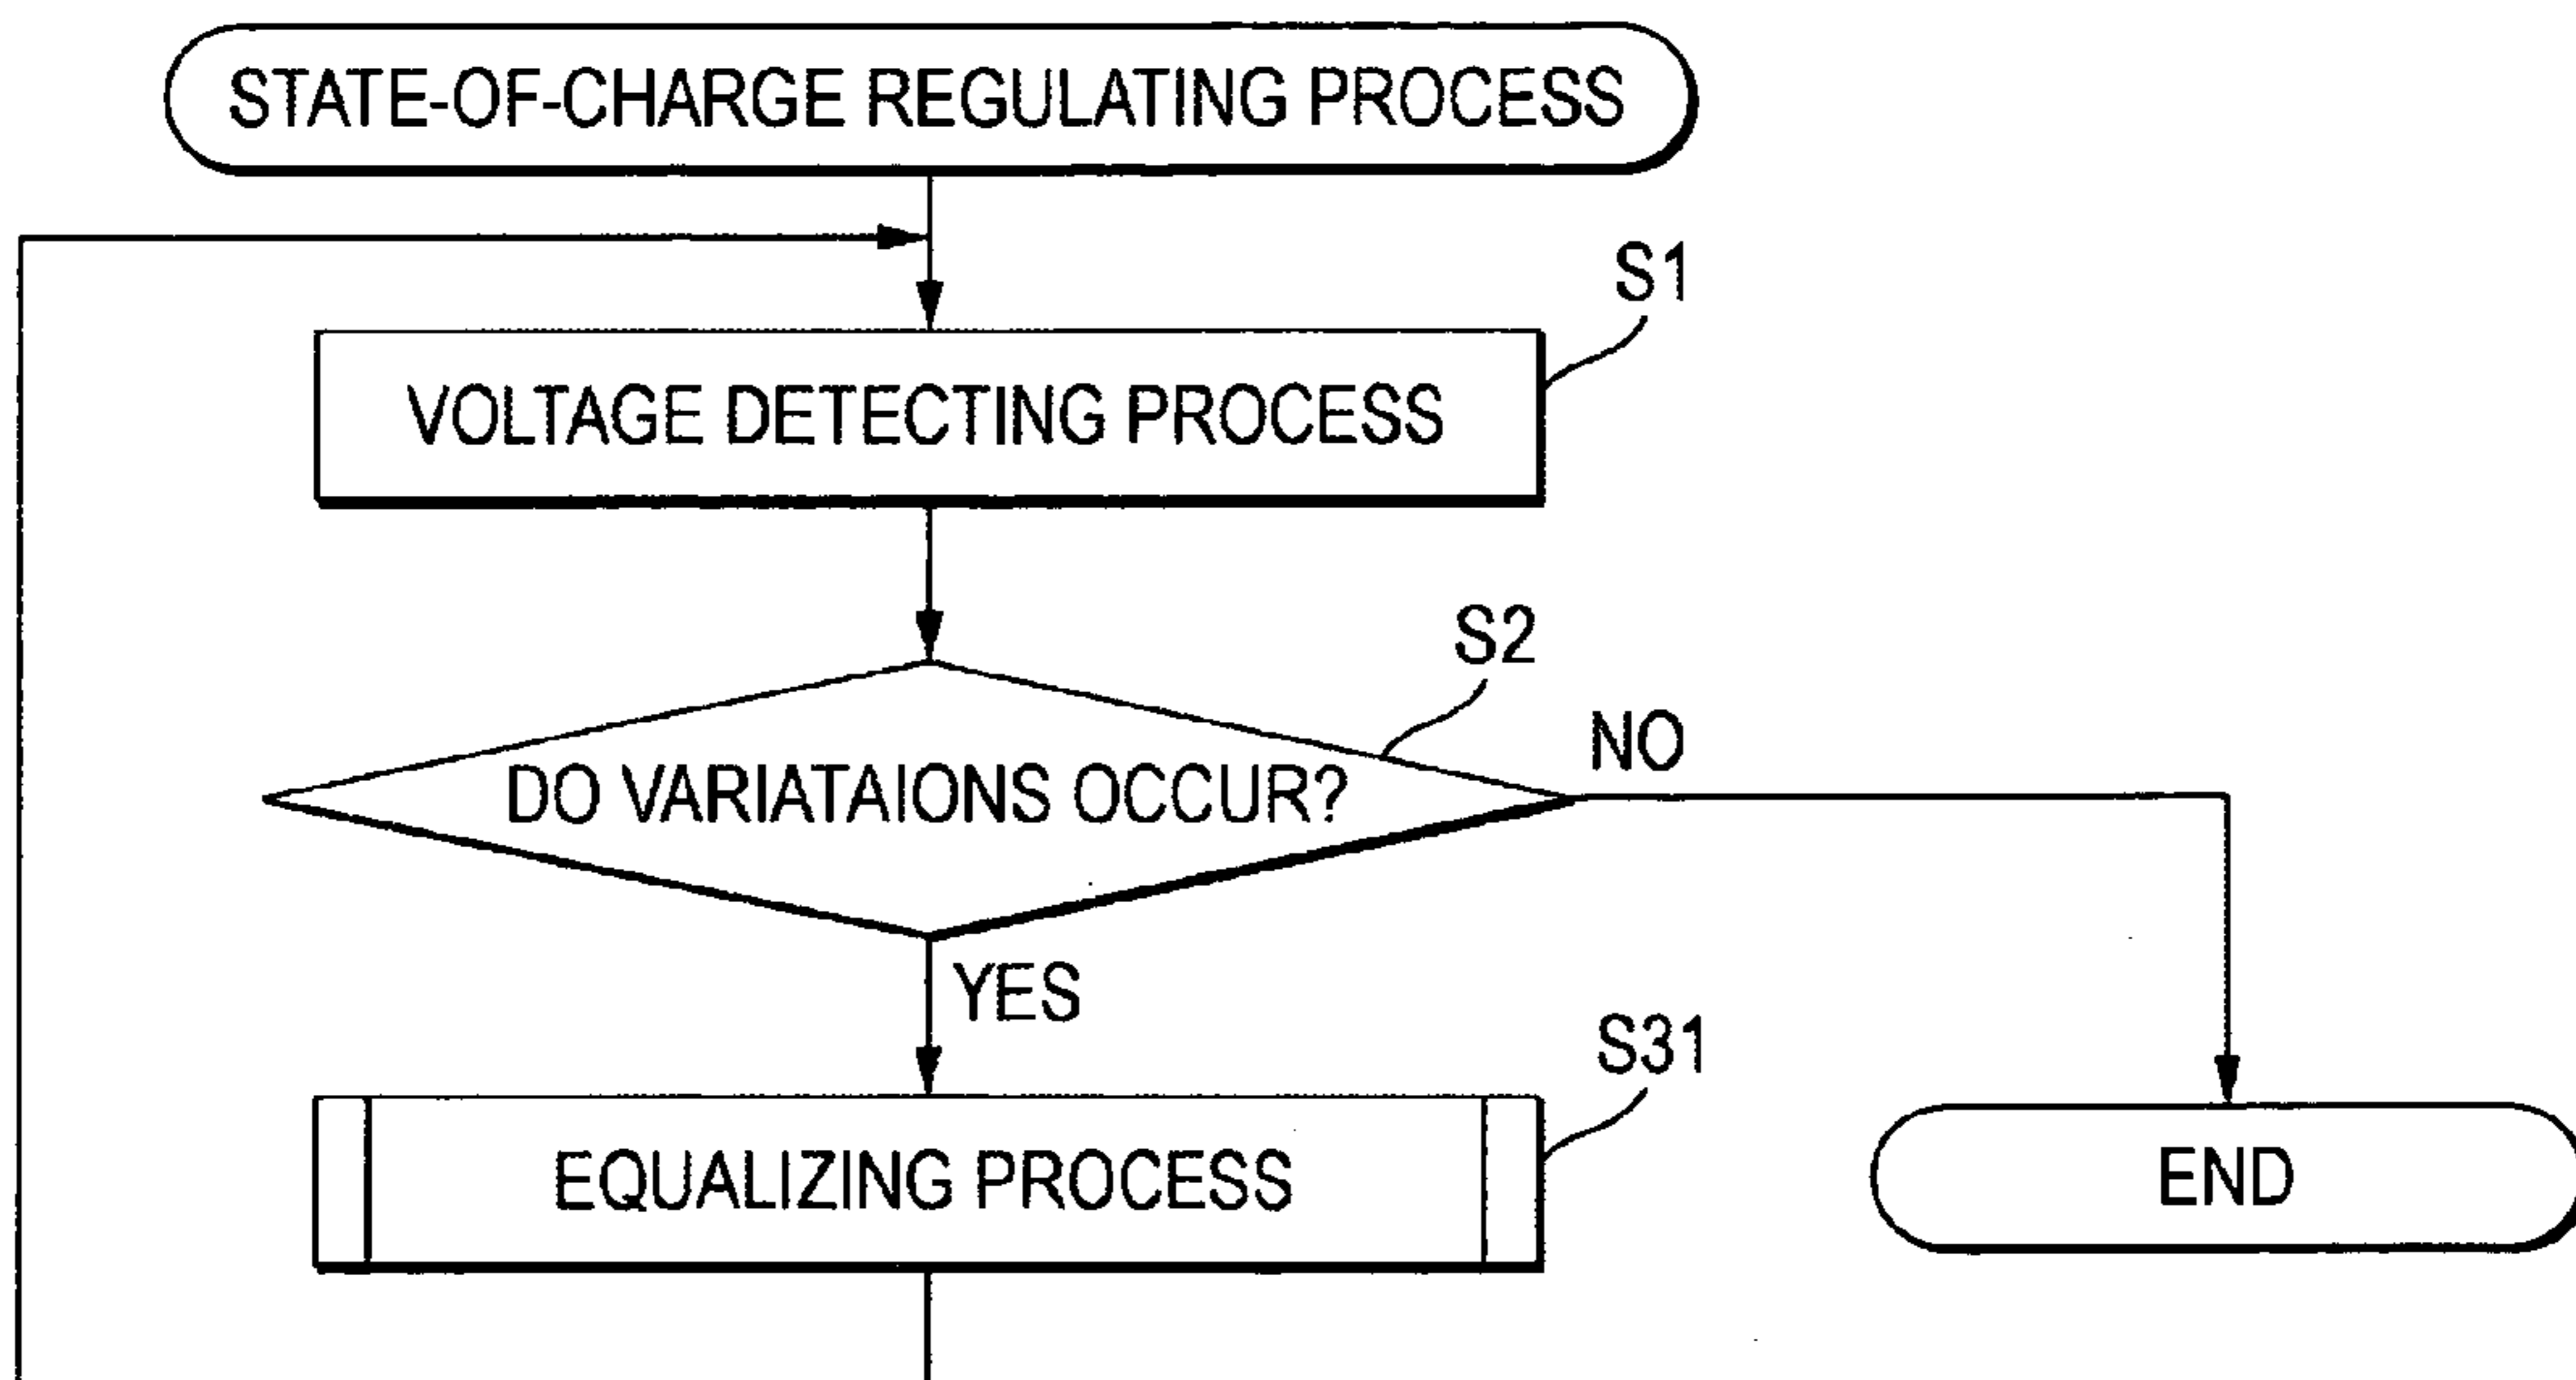 STATE-OF-CHARGE REGULATING PROCESS
S1
VOLTAGE DETECTING PROCESS
S2
NO
DO VARIATAIONS OCCUR?
YES
S31
EQUALIZING PROCESS
END